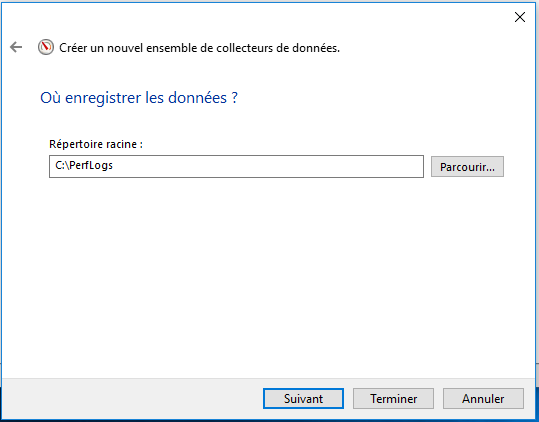 Créer un nouvel ensemble de collecteurs de données.
Où enregistrer les données ?
Répertoire racine :
C:\PerfLogs
Parcourir...
Suivant
Terminer
Annuler